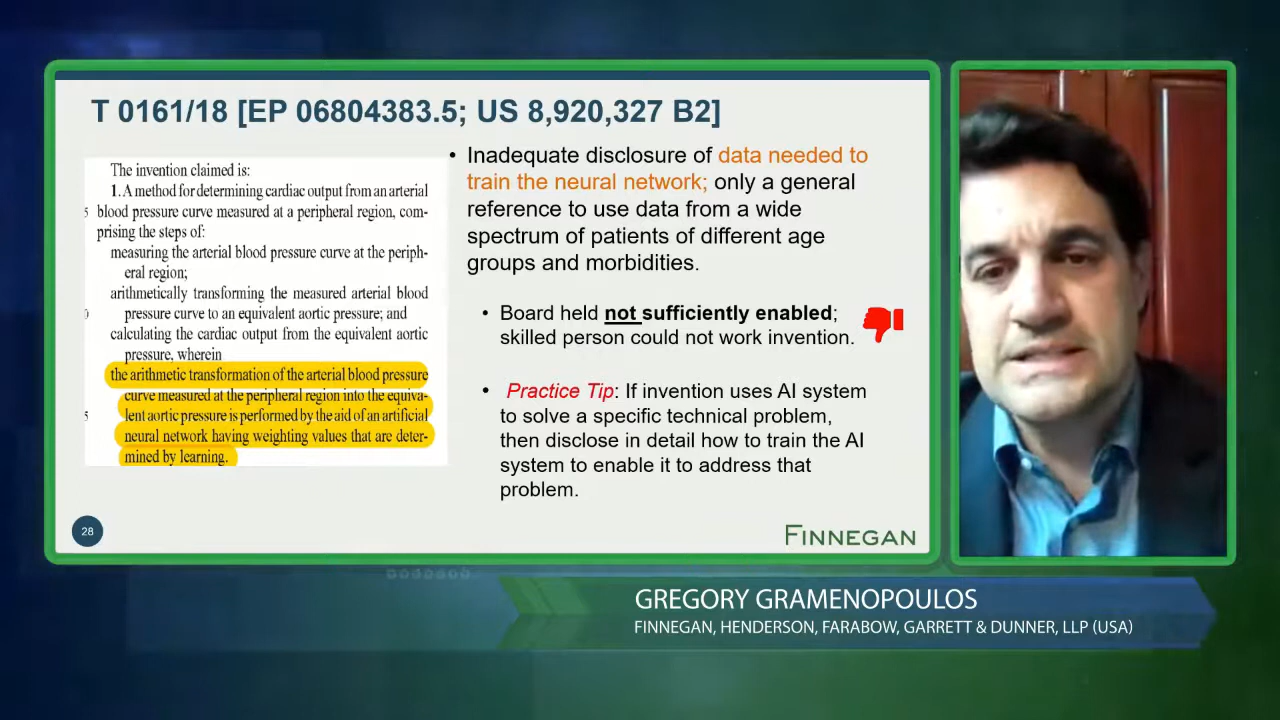 T 0161/18 [EP 06804383.5; US 8,920,327 B2]
The invention claimed is:
1. A method for determining cardiac output from an arterial
5 blood pressure curve measured at a peripheral region, com-
prising the steps of:
measuring the arterial blood pressure curve at the periph-
eral region;
arithmetically transforming the measured arterial blood
0 pressure curve to an equivalent aortic pressure; and
calculating the cardiac output from the equivalent aortic
pressure, wherein
the arithmetic transformation of the arterial blood pressure
curve measured at the peripheral region into the equiva-
5 lent aortic pressure is performed by the aid of an artificial
neural network having weighting values that are deter-
mined by learning.
• Inadequate disclosure of data needed to
train the neural network; only a general
reference to use data from a wide
spectrum of patients of different age
groups and morbidities.
• Board held not sufficiently enabled;
skilled person could not work invention.
• Practice Tip: If invention uses AI system
to solve a specific technical problem,
then disclose in detail how to train the AI
system to enable it to address that
problem.
28
FINNEGAN
GREGORY GRAMENOPOULOS
FINNEGAN, HENDERSON, FARABOW, GARRETT & DUNNER, LLP (USA)